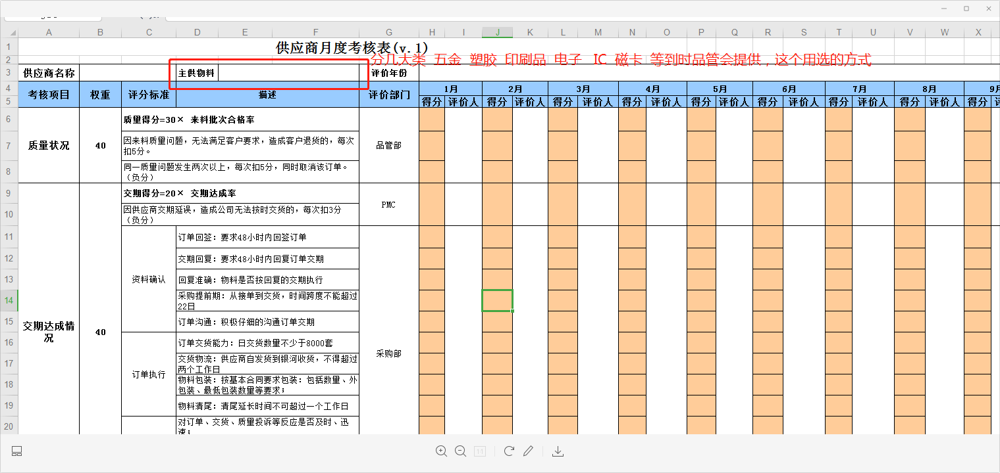 A B C D E F G H I J K L M N O P Q R S T U V W X
1 供应商月度考核表(v.1)
2 分几大类 五金 塑胶 印刷品 电子 IC 磁卡 等到时品管会提供，这个用选的方式
3 供应商名称 主供物料 评价年份
4 考核项目 权重 评分标准 描述 评价部门 1月 2月 3月 4月 5月 6月 7月 8月
5 得分 评价人 得分 评价人 得分 评价人 得分 评价人 得分 评价人 得分 评价人 得分 评价人 得分 评价人 得分
6 质量得分=30× 来料批次合格率
7 质量状况 40 因来料质量问题，无法满足客户要求，造成客户退货的，每次
扣5分。 品管部
8 同一质量问题发生两次以上，每次扣5分，同时取消该订单。
（负分）
9 交期得分=20× 交期达成率
PMC
10 因供应商交期延误，造成公司无法按时交货的，每次扣3分
（负分）
11 订单回签：要求48小时内回签订单
12 交期回复：要求48小时内回复订单交期
13 资料确认 回复准确：物料是否按回复的交期执行
14 采购提前期：从接单到交货，时间跨度不能超过
22日
15 交期达成情
况 40 订单沟通：积极仔细的沟通订单交期
16 订单交货能力：日交货数量不少于8000套
采购部
17 交货物流：供应商自发货到银河收货，不得超过
两个工作日
订单执行
18 物料包装：按基本合同要求包装：包括数量、外
包装、最低包装数量等要求；
19 物料清尾：清尾延长时间不可超过一个工作日
20 对订单、交货、质量投诉等反应是否及时、迅
速；